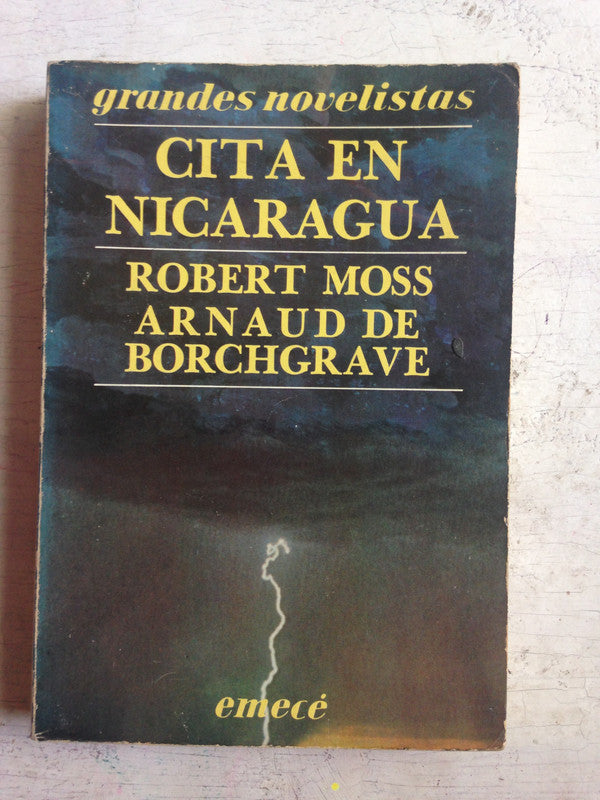 grandes novelistas
CITA EN
NICARAGUA
ROBERT MOSS
ARNAUD DE
BORCHGRAVE
emecé